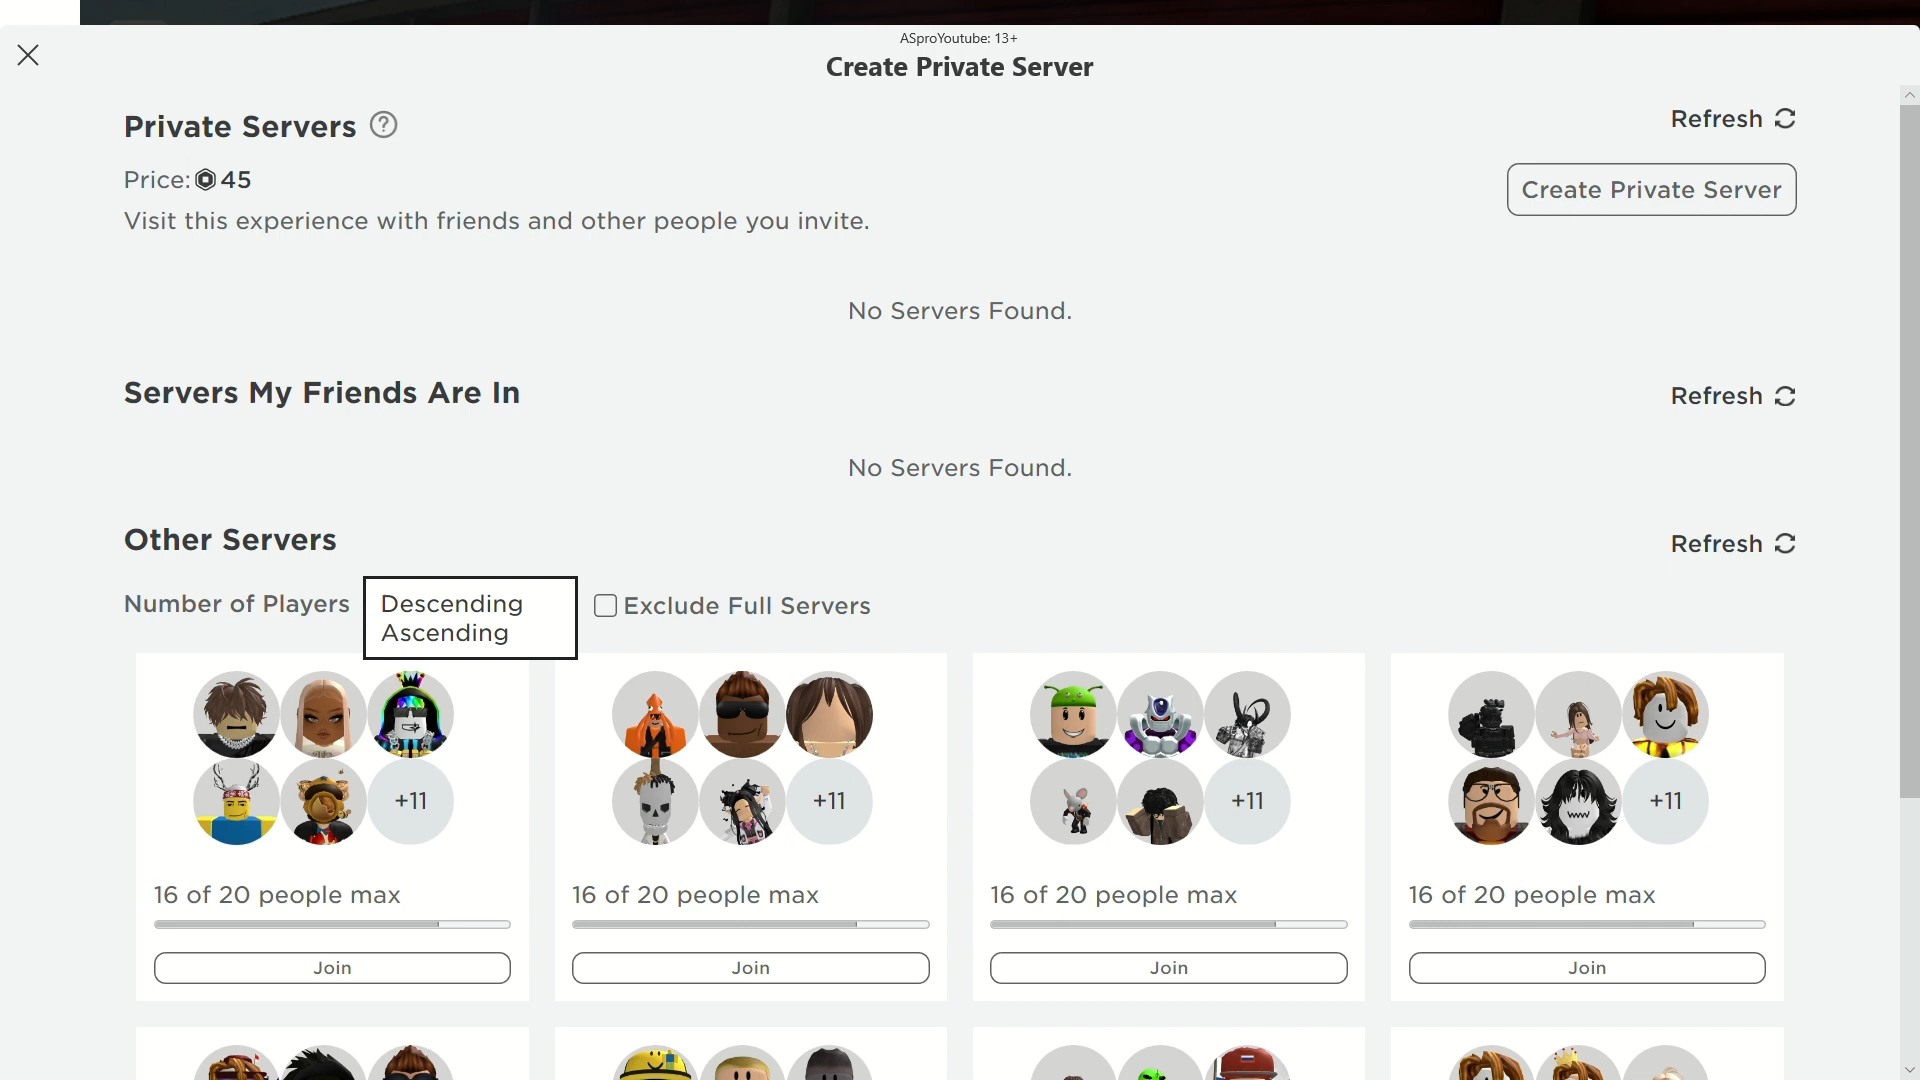 ASproYoutube: 13+
Create Private Server
Private Servers ?
Refresh
Price: 45
Create Private Server
Visit this experience with friends and other people you invite.
No Servers Found.
Servers My Friends Are In
Refresh
No Servers Found.
Other Servers
Refresh
Number of Players
Descending
Ascending
Exclude Full Servers
+11
+11
+11
+11
16 of 20 people max
16 of 20 people max
16 of 20 people max
16 of 20 people max
Join
Join
Join
Join